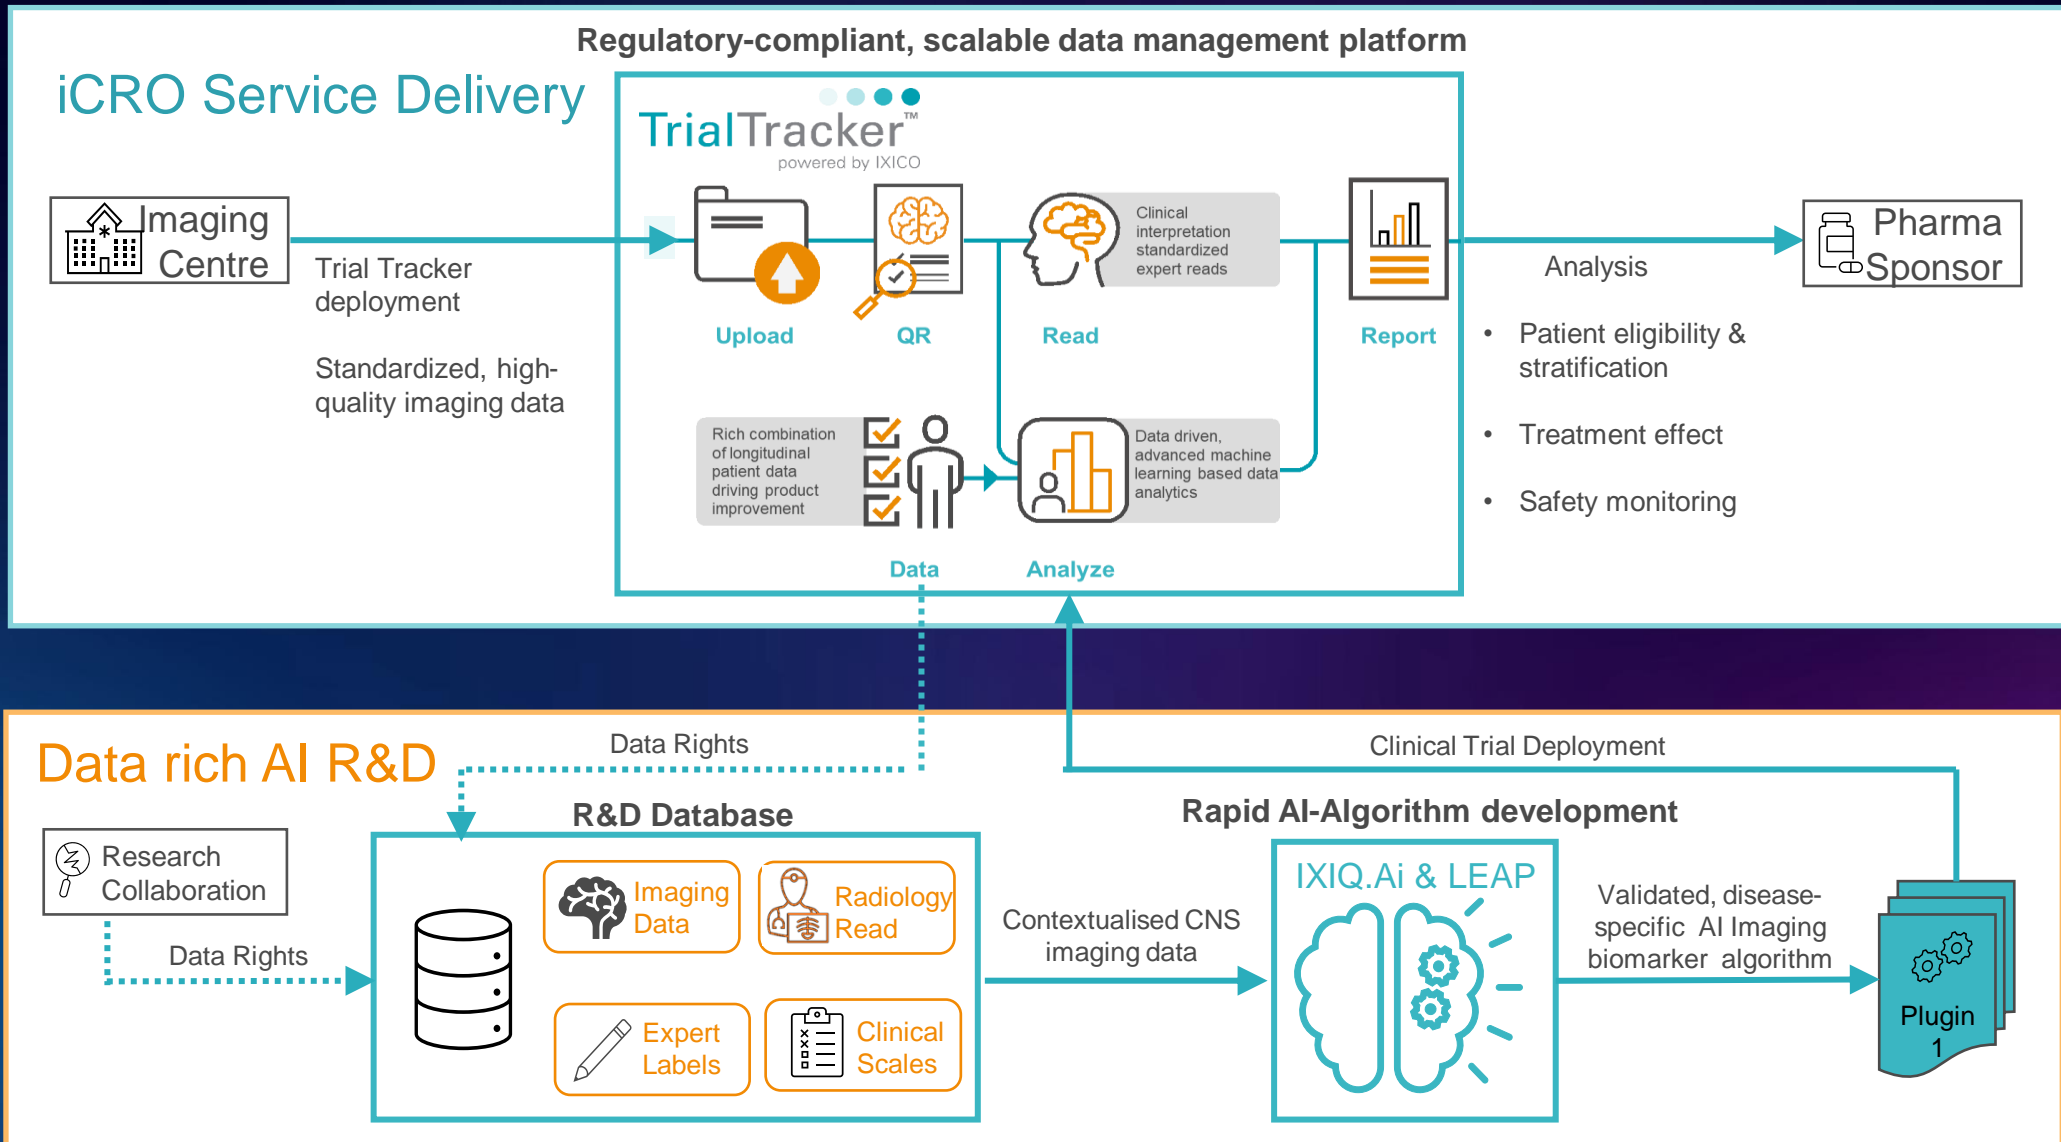 Regulatory-compliant, scalable data management platform
iCRO Service Delivery
TrialTracker™
powered by IXICO
Imaging
Centre
Trial Tracker
deployment
Standardized, high-
quality imaging data
Upload
QR
Clinical
interpretation
standardized
expert reads
Read
Report
Rich combination
of longitudinal
patient data
driving product
improvement
Data
Data driven,
advanced machine
learning based data
analytics
Analyze
Analysis
• Patient eligibility &
stratification
• Treatment effect
• Safety monitoring
Pharma
Sponsor
Data rich AI R&D
Data Rights
Clinical Trial Deployment
Research
Collaboration
Data Rights
R&D Database
Imaging
Data
Radiology
Read
Expert
Labels
Clinical
Scales
Contextualised CNS
imaging data
Rapid AI-Algorithm development
IXIQ.Ai & LEAP
Validated, disease-
specific AI Imaging
biomarker algorithm
Plugin
1